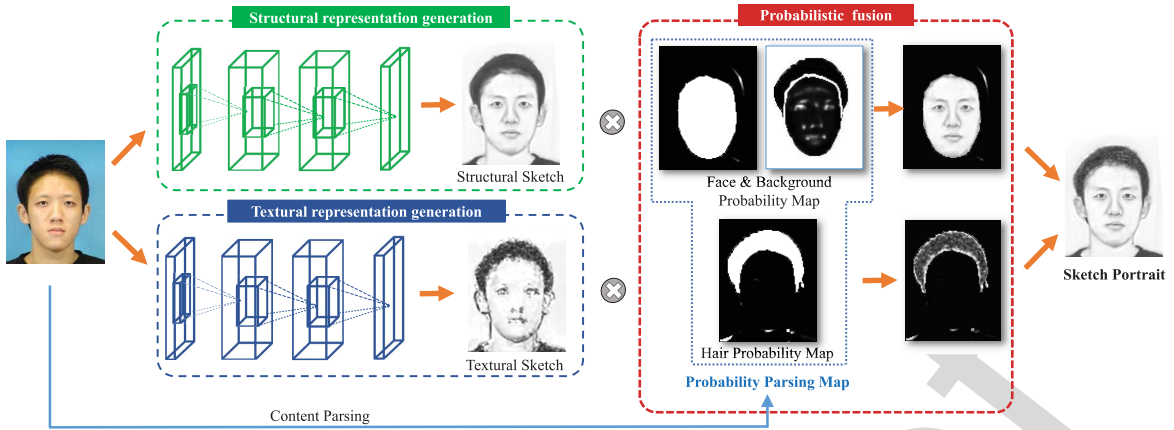 Structural representation generation
Probabilistic fusion
Structural Sketch
Face & Background
Probability Map
Textural representation generation
Textural Sketch
Hair Probability Map
Probability Parsing Map
Sketch Portrait
Content Parsing